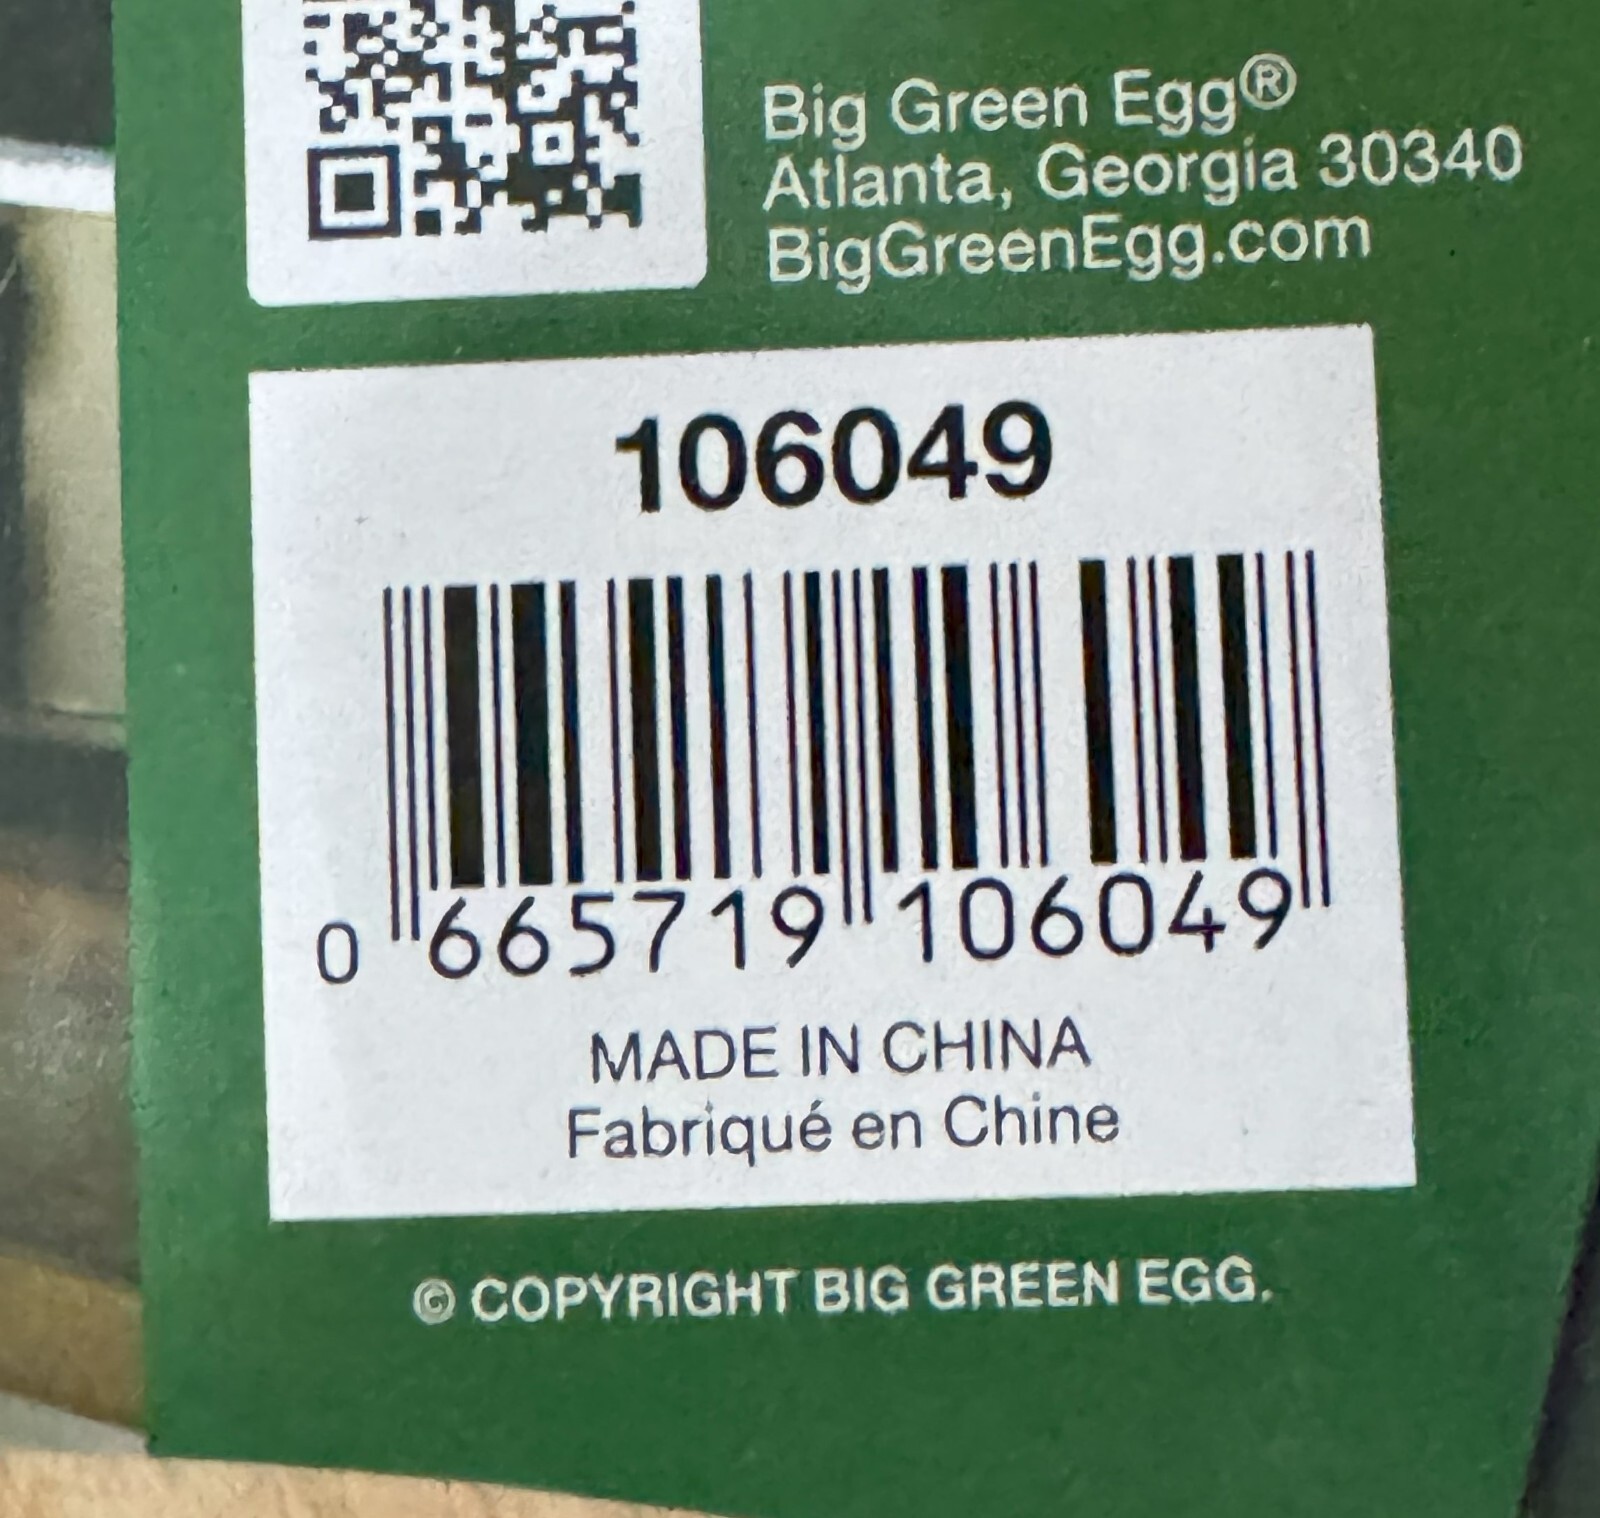 Big Green Egg®
Atlanta, Georgia 30340
BigGreenEgg.com
106049
0 665719 106049
MADE IN CHINA
Fabriqué en Chine
© COPYRIGHT BIG GREEN EGG.